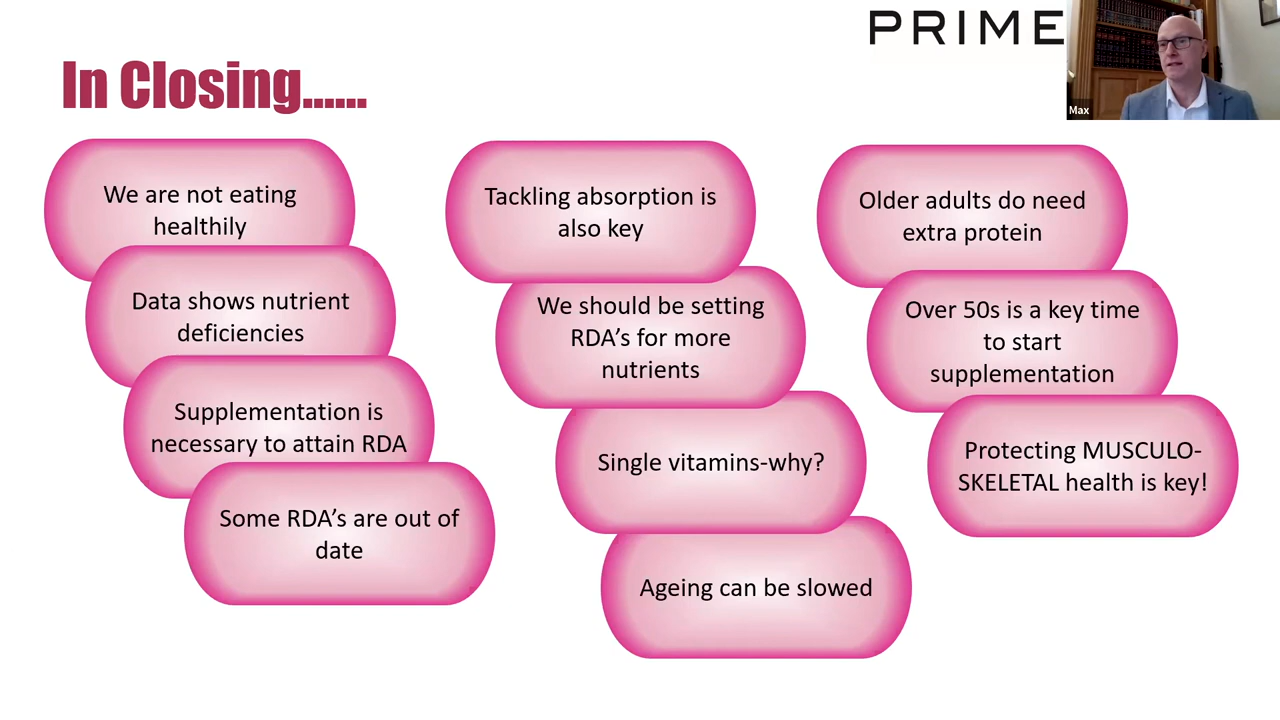 PRIME
Max
In Closing......
We are not eating
healthily
Data shows nutrient
deficiencies
Supplementation is
necessary to attain RDA
Some RDA’s are out of
date
Tackling absorption is
also key
We should be setting
RDA’s for more
nutrients
Single vitamins-why?
Ageing can be slowed
Older adults do need
extra protein
Over 50s is a key time
to start
supplementation
Protecting MUSCULO-
SKELETAL health is key!